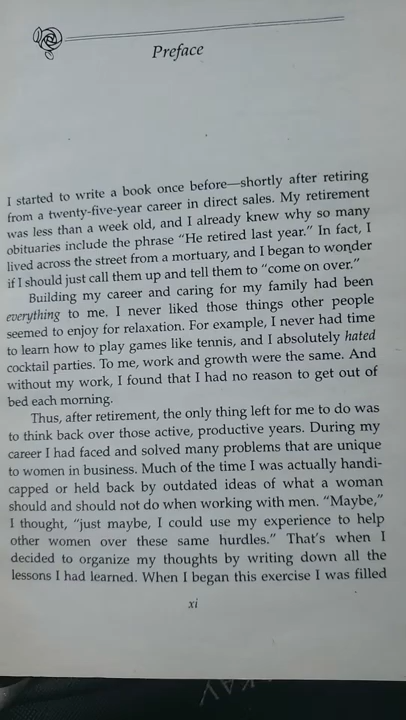 Preface
I started to write a book once before—shortly after retiring
from a twenty-five-year career in direct sales. My retirement
was less than a week old, and I already knew why so many
obituaries include the phrase “He retired last year.” In fact, I
lived across the street from a mortuary, and I began to wonder
if I should just call them up and tell them to “come on over.”
Building my career and caring for my family had been
everything to me. I never liked those things other people
seemed to enjoy for relaxation. For example, I never had time
to learn how to play games like tennis, and I absolutely hated
cocktail parties. To me, work and growth were the same. And
without my work, I found that I had no reason to get out of
bed each morning.
Thus, after retirement, the only thing left for me to do was
to think back over those active, productive years. During my
career I had faced and solved many problems that are unique
to women in business. Much of the time I was actually handi-
capped or held back by outdated ideas of what a woman
should and should not do when working with men. “Maybe,”
I thought, “just maybe, I could use my experience to help
other women over these same hurdles.” That’s when I
decided to organize my thoughts by writing down all the
lessons I had learned. When I began this exercise I was filled
xi